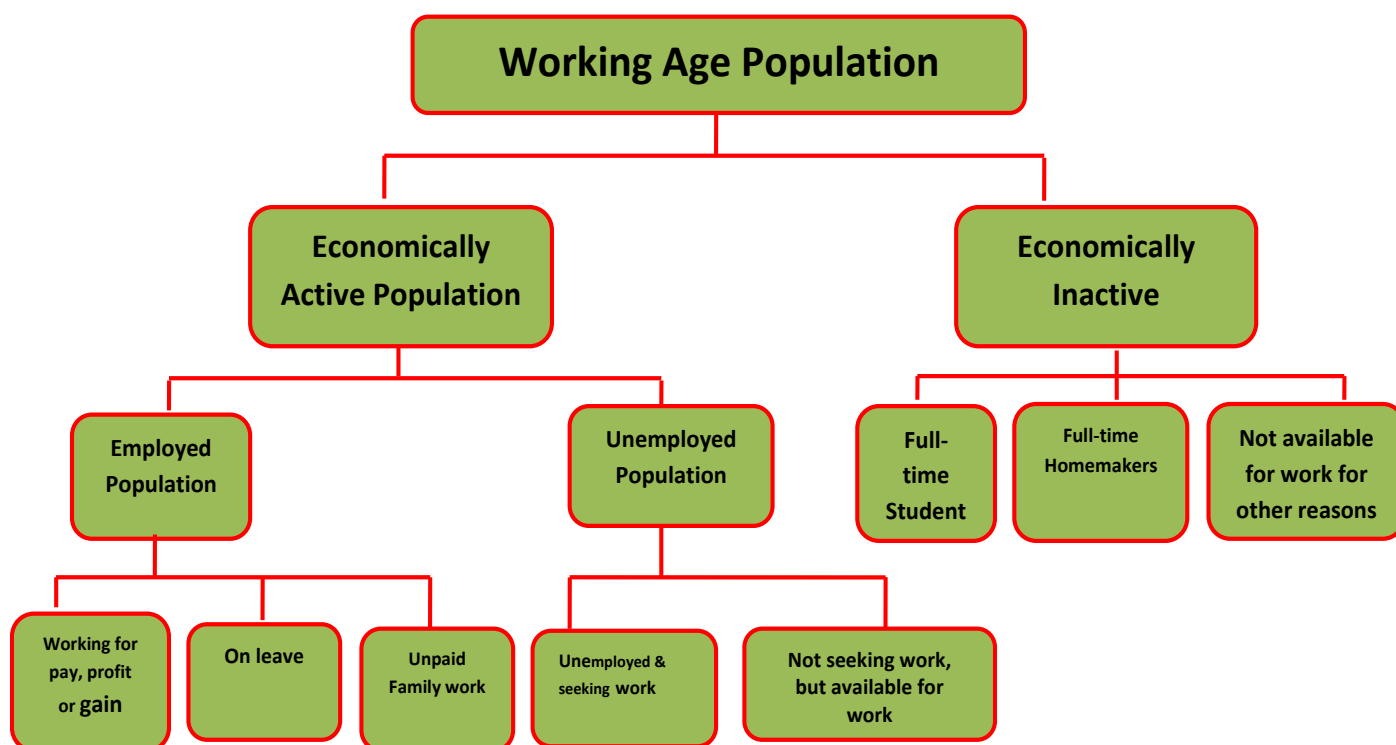 Working Age Population
Economically
Active Population
Economically
Inactive
Employed
Population
Unemployed
Population
Full-
time
Student
Full-time
Homemakers
Not available
for work for
other reasons
Working for
pay, profit
or gain
On leave
Unpaid
Family work
Unemployed &
seeking work
Not seeking work,
but available for
work